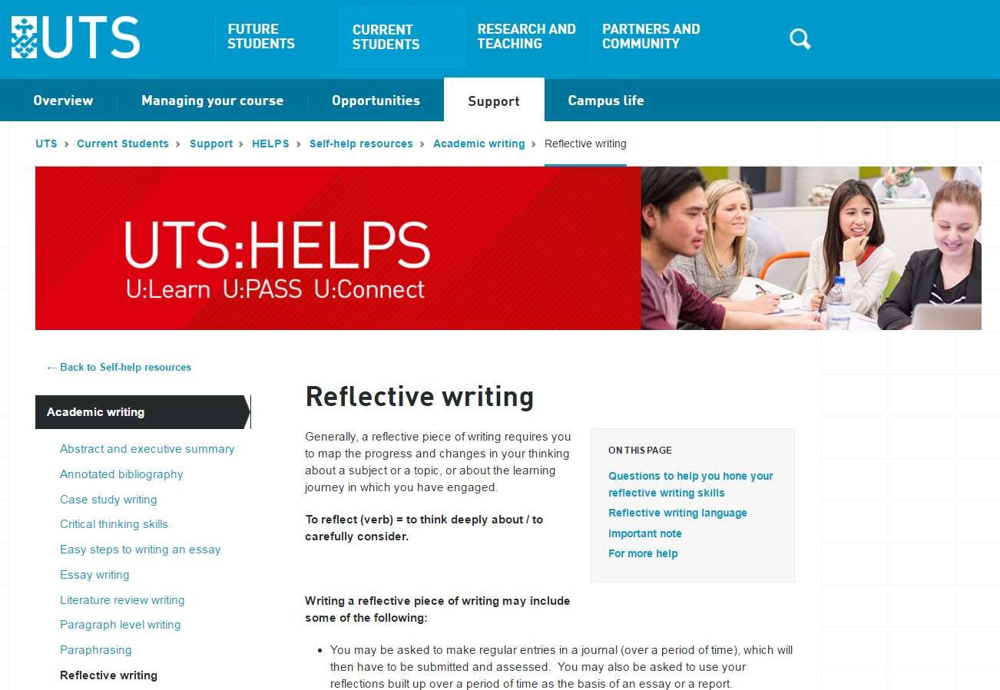 UTS
FUTURE
STUDENTS
CURRENT
STUDENTS
RESEARCH AND
TEACHING
PARTNERS AND
COMMUNITY
Overview
Managing your course
Opportunities
Support
Campus life
UTS > Current Students > Support > HELPS > Self-help resources > Academic writing > Reflective writing
UTS:HELPS
U:Learn U:PASS U:Connect
← Back to Self-help resources
Academic writing
Abstract and executive summary
Annotated bibliography
Case study writing
Critical thinking skills
Easy steps to writing an essay
Essay writing
Literature review writing
Paragraph level writing
Paraphrasing
Reflective writing
Reflective writing
Generally, a reflective piece of writing requires you
to map the progress and changes in your thinking
about a subject or a topic, or about the learning
journey in which you have engaged.
To reflect (verb) = to think deeply about / to
carefully consider.
ON THIS PAGE
Questions to help you hone your
reflective writing skills
Reflective writing language
Important note
For more help
Writing a reflective piece of writing may include
some of the following:
• You may be asked to make regular entries in a journal (over a period of time), which will
then have to be submitted and assessed. You may also be asked to use your
reflections built up over a period of time as the basis of an essay or a report.